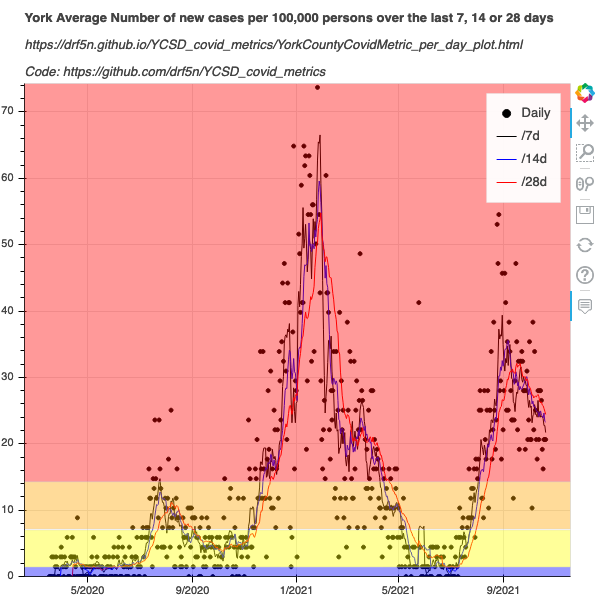 York Average Number of new cases per 100,000 persons over the last 7, 14 or 28 days
https://drf5n.github.io/YCSD_covid_metrics/YorkCountyCovidMetric_per_day_plot.html
Code: https://github.com/drf5n/YCSD_covid_metrics
Daily
/7d
/14d
/28d
70
60
50
40
30
20
10
0
5/2020
9/2020
1/2021
5/2021
9/2021